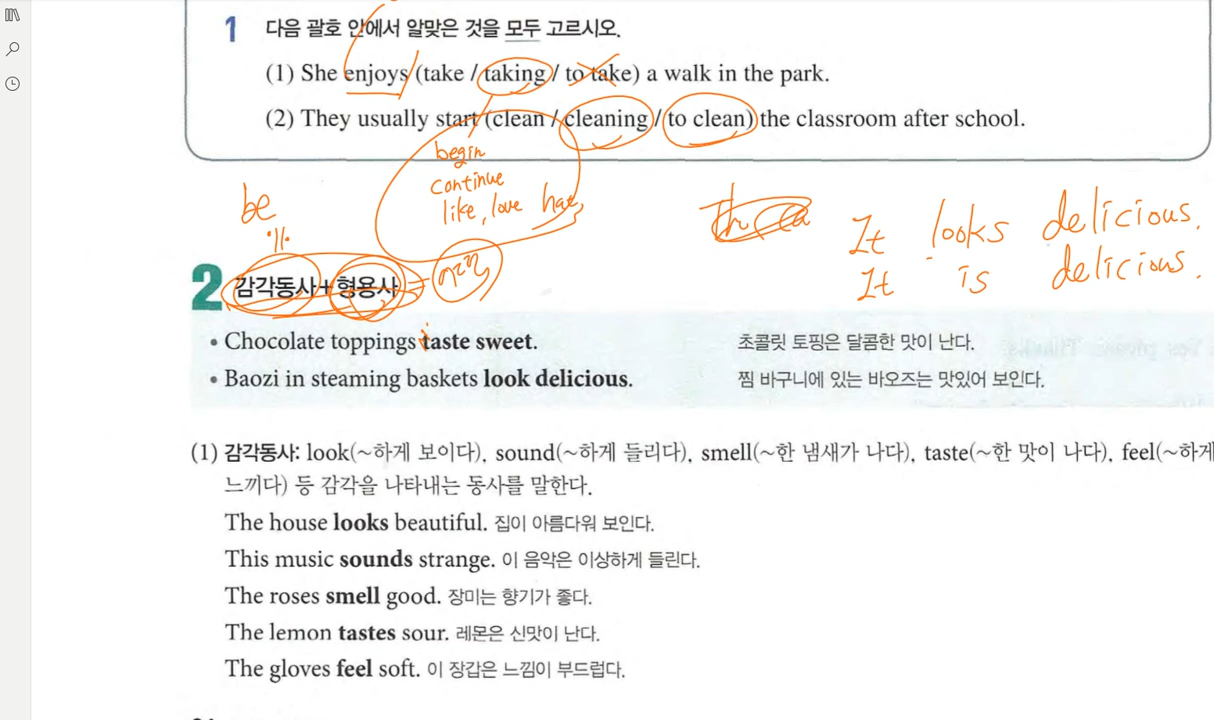 1 다음 괄호 안에서 알맞은 것을 모두 고르시오.
(1) She enjoys (take / taking / to take) a walk in the park.
(2) They usually start (clean / cleaning / to clean) the classroom after school.
begin
continue
like, love hate
be
It looks delicious.
It is delicious.
2 감각동사+형용사
• Chocolate toppings taste sweet. 초콜릿 토핑은 달콤한 맛이 난다.
• Baozi in steaming baskets look delicious. 찜 바구니에 있는 바오즈는 맛있어 보인다.
(1) 감각동사: look(~하게 보이다), sound(~하게 들리다), smell(~한 냄새가 나다), taste(~한 맛이 나다), feel(~하게
느끼다) 등 감각을 나타내는 동사를 말한다.
The house looks beautiful. 집이 아름다워 보인다.
This music sounds strange. 이 음악은 이상하게 들린다.
The roses smell good. 장미는 향기가 좋다.
The lemon tastes sour. 레몬은 신맛이 난다.
The gloves feel soft. 이 장갑은 느낌이 부드럽다.